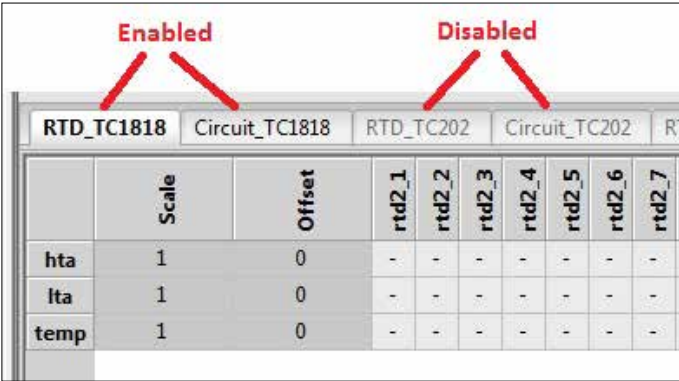 Enabled Disabled
RTD_TC1818 Circuit_TC1818 RTD_TC202 Circuit_TC202
Scale Offset rtd2_1 rtd2_2 rtd2_3 rtd2_4 rtd2_5 rtd2_6 rtd2_7
hta 1 0 - - - - - - -
lta 1 0 - - - - - - -
temp 1 0 - - - - - - -